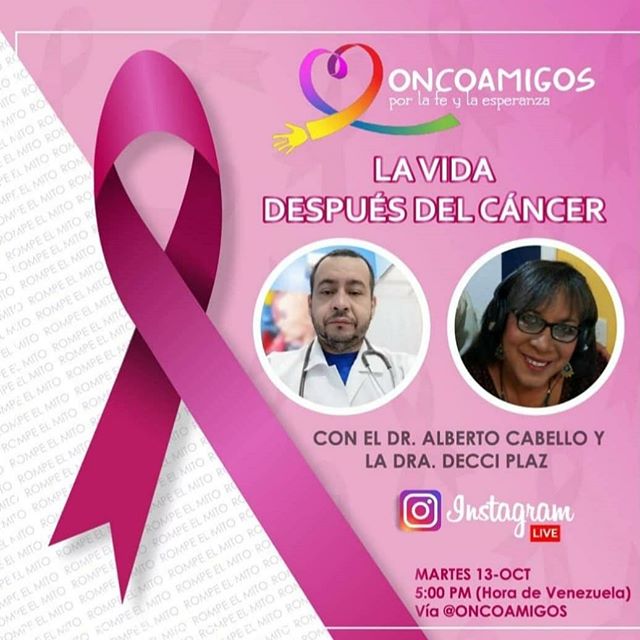 ONCOAMIGOS
por la fe y la esperanza
LA VIDA
DESPUÉS DEL CÁNCER
CON EL DR. ALBERTO CABELLO Y
LA DRA. DECCI PLAZ
Instagram
LIVE
MARTES 13-OCT
5:00 PM (Hora de Venezuela)
Vía @ONCOAMIGOS
ROMPE EL MITO